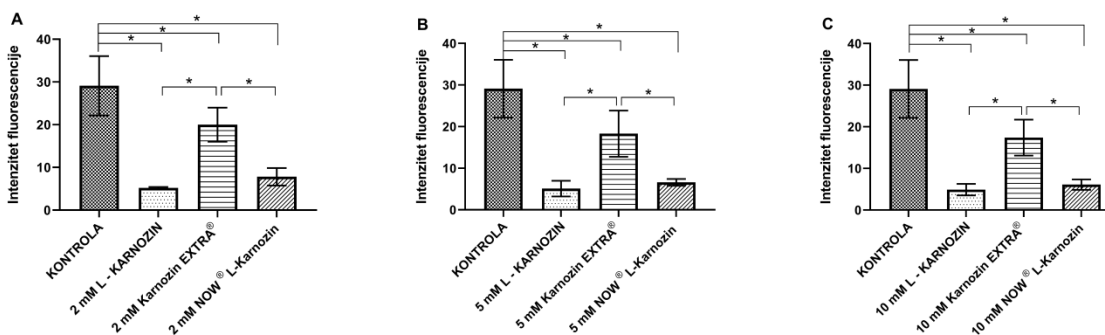 A
Intenzitet fluorescencije
40
30
20
10
0
*
*
*
*
*
KONTROLA
2 mM L - KARNOZIN
2 mM Karnozin EXTRA®
2 mM NOW ® L-Karnozin
B
Intenzitet fluorescencije
40
30
20
10
0
*
*
*
*
*
KONTROLA
5 mM L - KARNOZIN
5 mM Karnozin EXTRA®
5 mM NOW ® L-Karnozin
C
Intenzitet fluorescencije
40
30
20
10
0
*
*
*
*
*
KONTROLA
10 mM L - KARNOZIN
10 mM Karnozin EXTRA®
10 mM NOW ® L-Karnozin